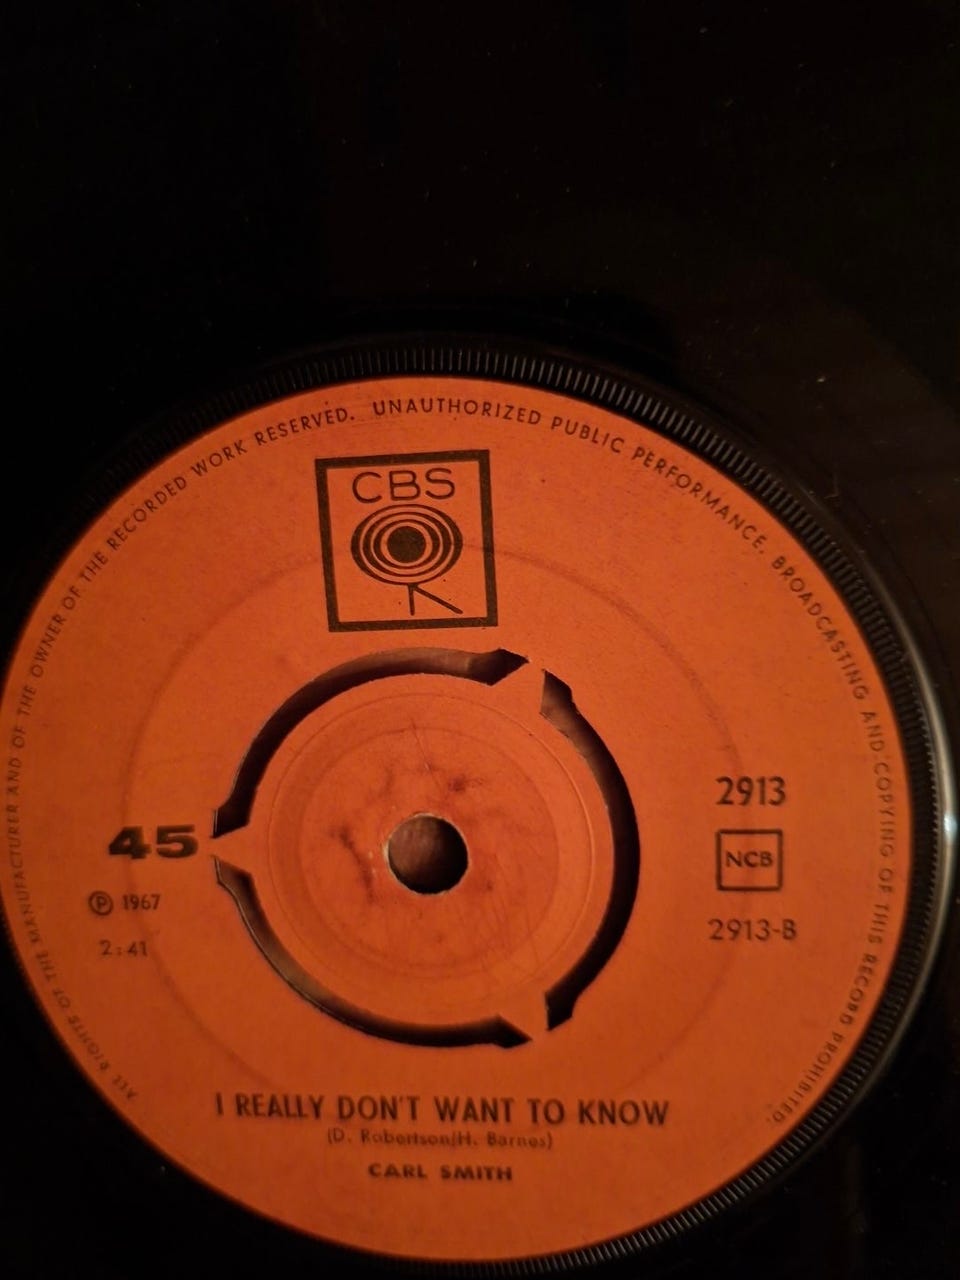 ALL RIGHTS OF THE MANUFACTURER AND OF THE OWNER OF THE RECORDED WORK RESERVED. UNAUTHORIZED PUBLIC PERFORMANCE, BROADCASTING AND COPYING OF THIS RECORD PROHIBITED.
CBS
45
℗ 1967
2:41
2913
NCB
2913-B
I REALLY DON'T WANT TO KNOW
(D. Robertson/H. Barnes)
CARL SMITH